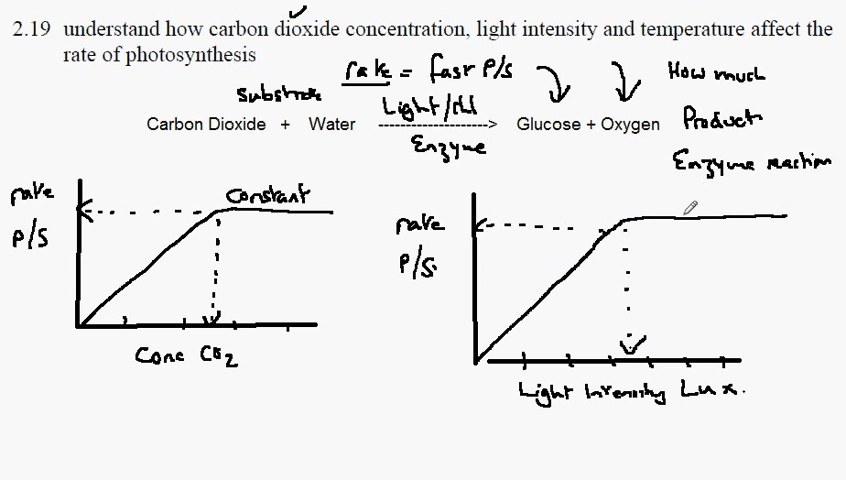 2.19 understand how carbon dioxide concentration, light intensity and temperature affect the
rate of photosynthesis
rate = fast P/S
How much
Substrate
Light/chl
Carbon Dioxide + Water --------------------> Glucose + Oxygen
Product
Enzyme
Enzyme reaction
rate
P/S
Constant
Conc CO2
rate
P/S.
Light Intensity Lux.